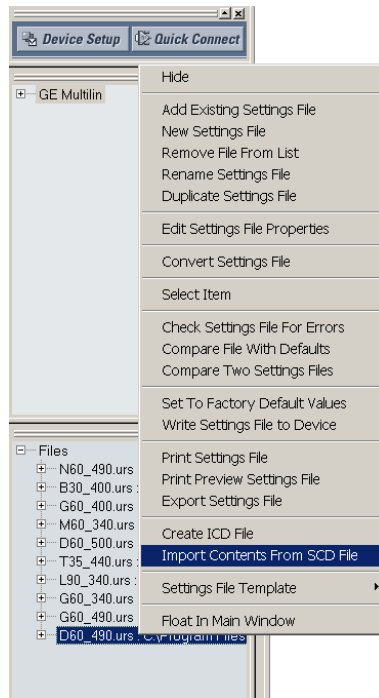 Device Setup Quick Connect
GE Multilin
Hide
Add Existing Settings File
New Settings File
Remove File From List
Rename Settings File
Duplicate Settings File
Edit Settings File Properties
Convert Settings File
Select Item
Check Settings File For Errors
Compare File With Defaults
Compare Two Settings Files
Set To Factory Default Values
Write Settings File to Device
Print Settings File
Print Preview Settings File
Export Settings File
Create ICD File
Import Contents From SCD File
Settings File Template
Float In Main Window
Files
N60_490.urs
B30_400.urs :
G60_400.urs
M60_340.urs
D60_500.urs
T35_440.urs :
L90_340.urs :
G60_340.urs
G60_490.urs
D60_490.urs : C:\Program Files